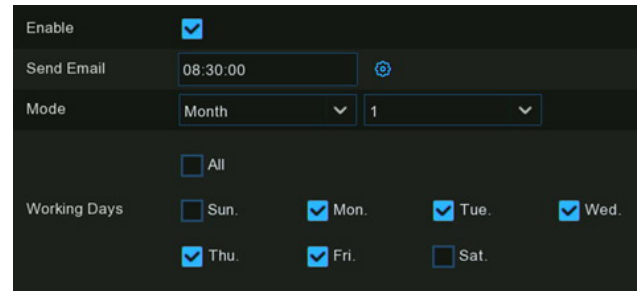 Enable
Send Email 08:30:00
Mode Month 1
All
Working Days Sun. Mon. Tue. Wed.
Thu. Fri. Sat.